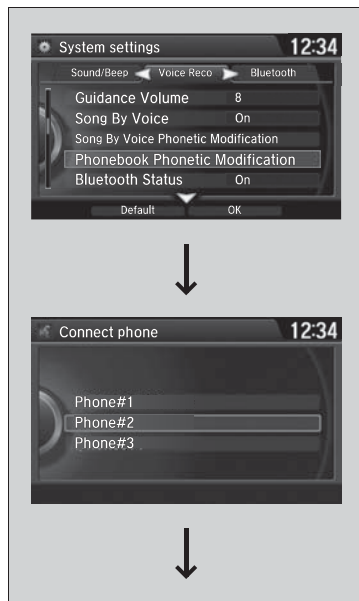 System settings 12:34
Sound/Beep Voice Reco Bluetooth
Guidance Volume 8
Song By Voice On
Song By Voice Phonetic Modification
Phonebook Phonetic Modification
Bluetooth Status On
Default OK
Connect phone 12:34
Phone#1
Phone#2
Phone#3